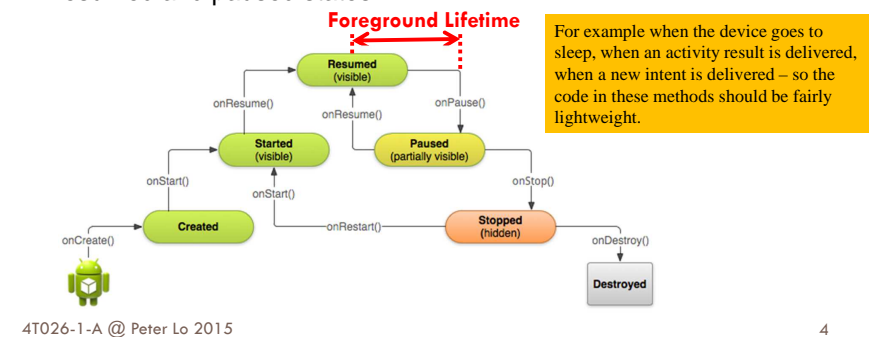 Foreground Lifetime
For example when the device goes to
sleep, when an activity result is delivered,
when a new intent is delivered – so the
code in these methods should be fairly
lightweight.
Resumed
(visible)
onResume()
onResume()
onPause()
Started
(visible)
Paused
(partially visible)
onStart()
onStart()
onStop()
Created
onRestart()
Stopped
(hidden)
onCreate()
onDestroy()
Destroyed
4T026-1-A @ Peter Lo 2015
4